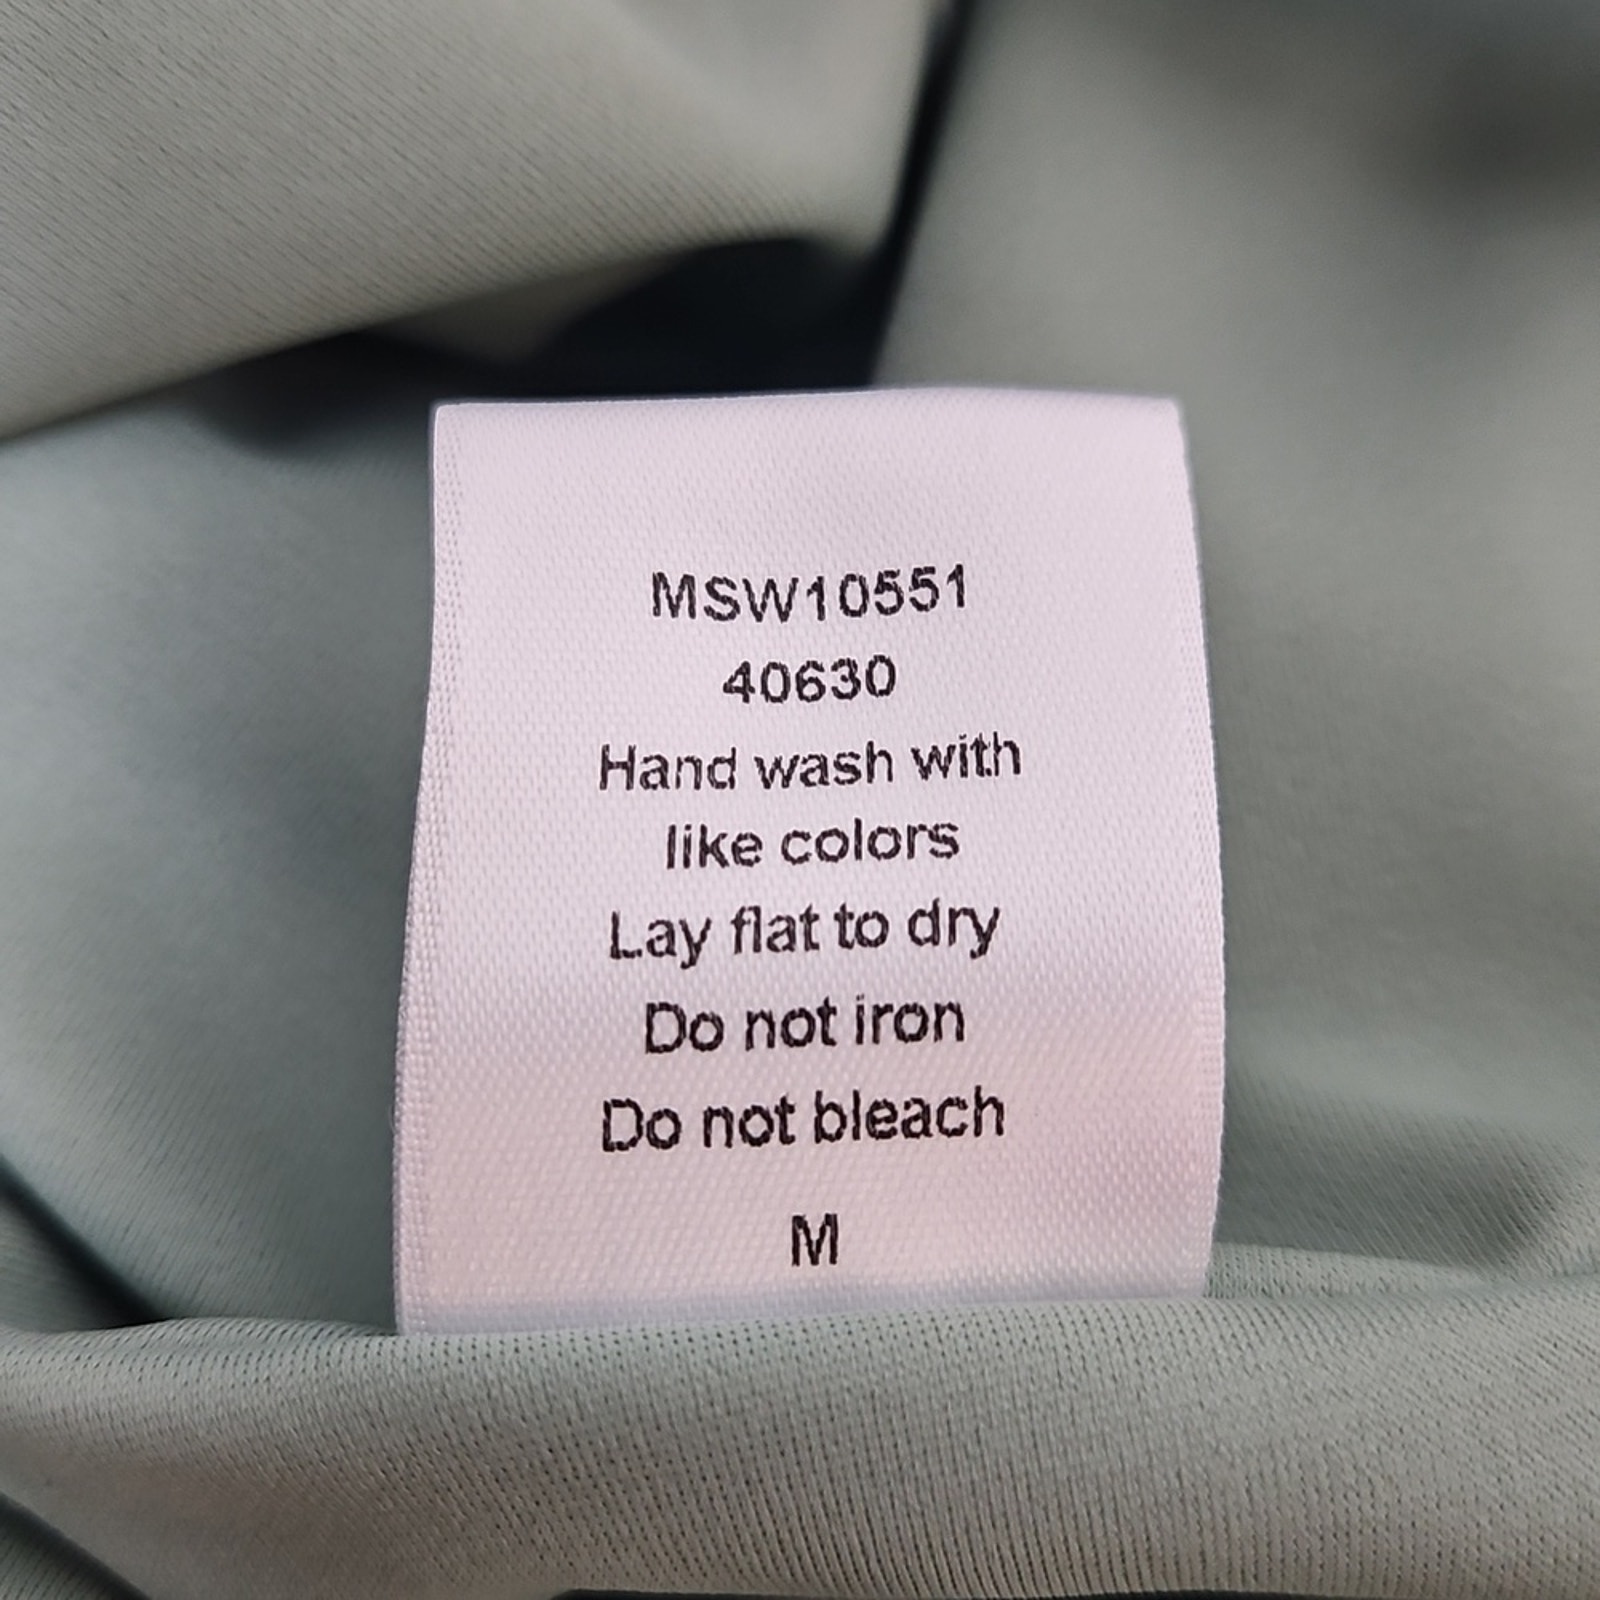 MSW10551
40630
Hand wash with
like colors
Lay flat to dry
Do not iron
Do not bleach
M